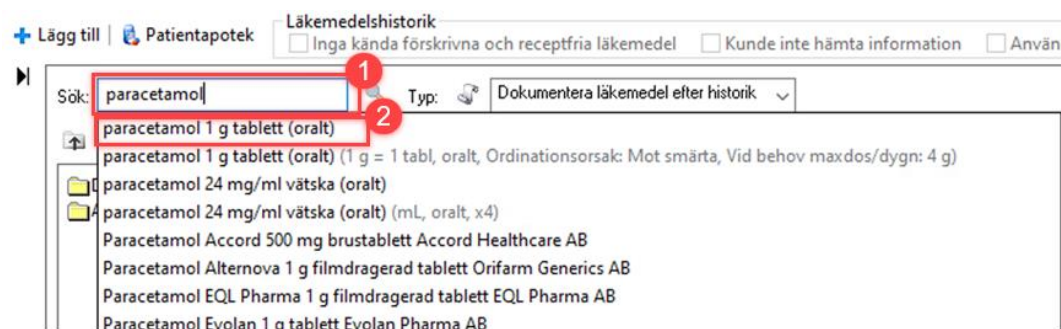 Läkemedelshistorik
Lägg till Patientapotek Inga kända förskrivna och receptfria läkemedel Kunde inte hämta information Använ
1
Sök: paracetamol Typ: Dokumentera läkemedel efter historik
2
paracetamol 1 g tablett (oralt)
paracetamol 1 g tablett (oralt) (1 g = 1 tabl, oralt, Ordinationsorsak: Mot smärta, Vid behov maxdos/dygn: 4 g)
paracetamol 24 mg/ml vätska (oralt)
paracetamol 24 mg/ml vätska (oralt) (mL, oralt, x4)
Paracetamol Accord 500 mg brustablett Accord Healthcare AB
Paracetamol Alternova 1 g filmdragerad tablett Orifarm Generics AB
Paracetamol EQL Pharma 1 g filmdragerad tablett EQL Pharma AB
Paracetamol Evolan 1 g tablett Evolan Pharma AB